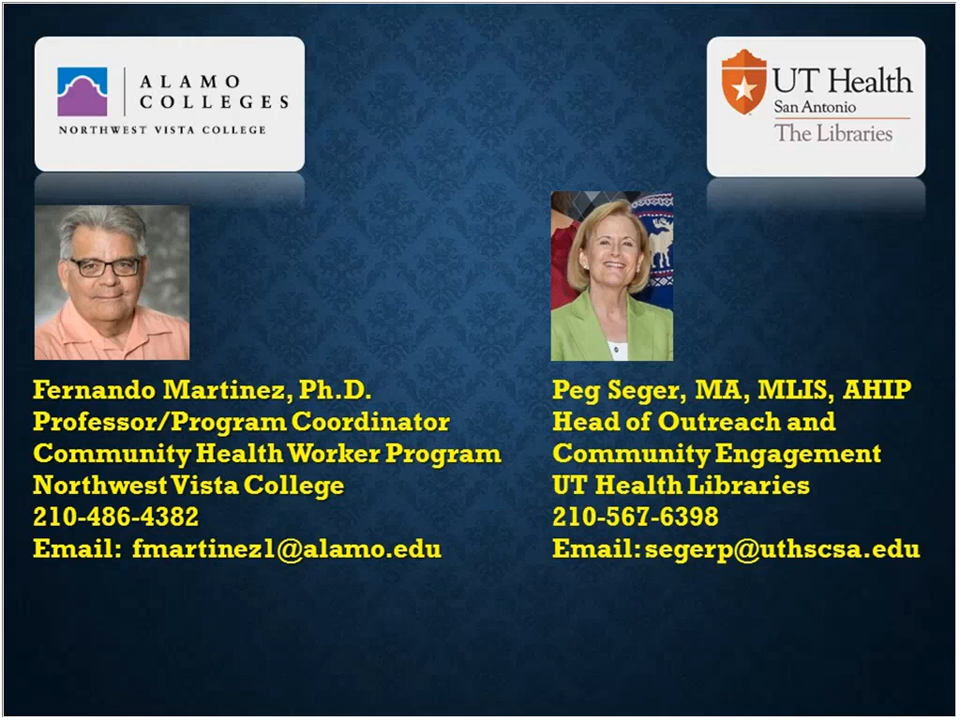 ALAMO
COLLEGES
NORTHWEST VISTA COLLEGE
UT Health
San Antonio
The Libraries
Fernando Martinez, Ph.D.
Professor/Program Coordinator
Community Health Worker Program
Northwest Vista College
210-486-4382
Email: fmartinez1@alamo.edu
Peg Seger, MA, MLIS, AHIP
Head of Outreach and
Community Engagement
UT Health Libraries
210-567-6398
Email: segerp@uthscsa.edu